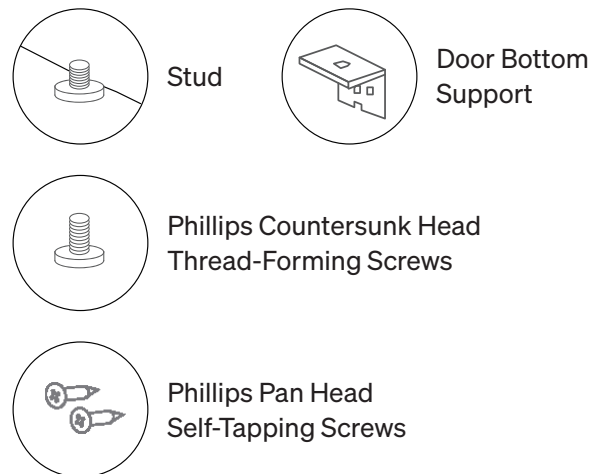 Stud
Door Bottom
Support
Phillips Countersunk Head
Thread-Forming Screws
Phillips Pan Head
Self-Tapping Screws